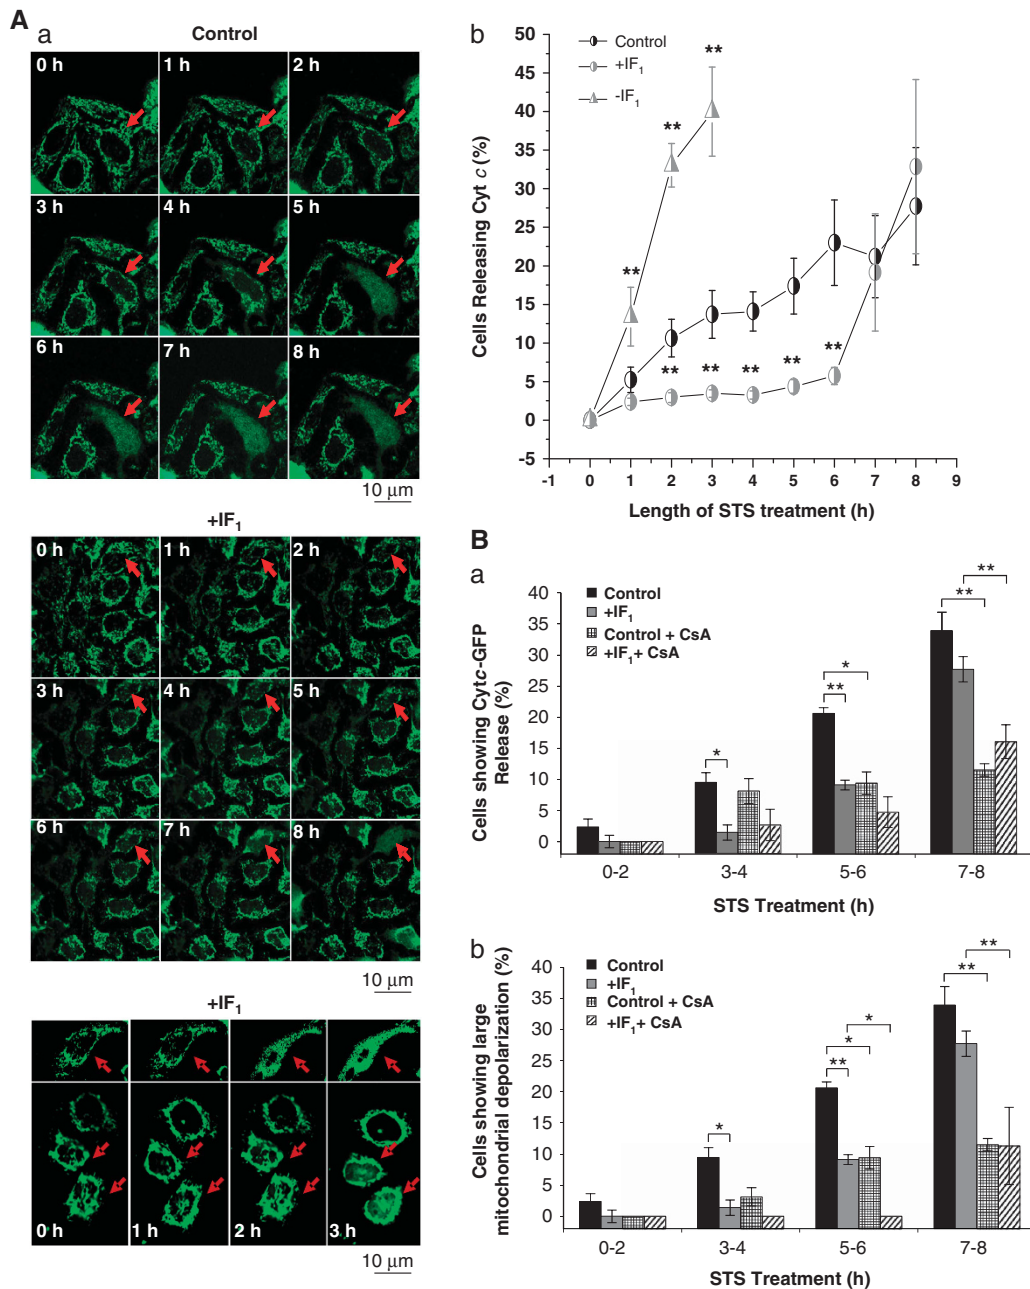 A
a
Control
0 h
1 h
2 h
3 h
4 h
5 h
6 h
7 h
8 h
10 µm
+IF1
0 h
1 h
2 h
3 h
4 h
5 h
6 h
7 h
8 h
10 µm
+IF1
0 h
1 h
2 h
3 h
10 µm
b
Cells Releasing Cyt c (%)
50
45
40
35
30
25
20
15
10
5
0
-5
Control
+IF1
-IF1
**
**
**
**
**
**
**
**
-1 0 1 2 3 4 5 6 7 8 9
Length of STS treatment (h)
B
a
Cells showing Cytc-GFP
Release (%)
40
35
30
25
20
10
5
0
Control
+IF1
Control + CsA
+IF1+ CsA
*
*
**
**
**
0-2 3-4 5-6 7-8
STS Treatment (h)
b
Cells showing large
mitochondrial depolarization (%)
40
35
30
25
20
15
10
5
0
Control
+IF1
Control + CsA
+IF1+ CsA
*
*
*
**
**
**
0-2 3-4 5-6 7-8
STS Treatment (h)